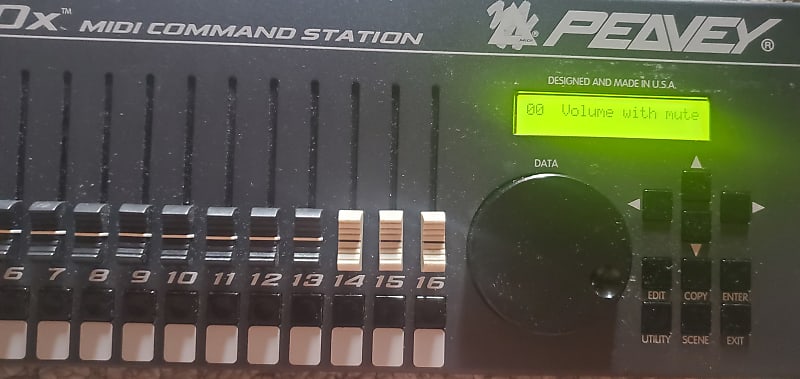 0x™ MIDI COMMAND STATION
PEAVEY®
DESIGNED AND MADE IN U.S.A.
00 Volume with mute
DATA
6 7 8 9 10 11 12 13 14 15 16
EDIT COPY ENTER
UTILITY SCENE EXIT